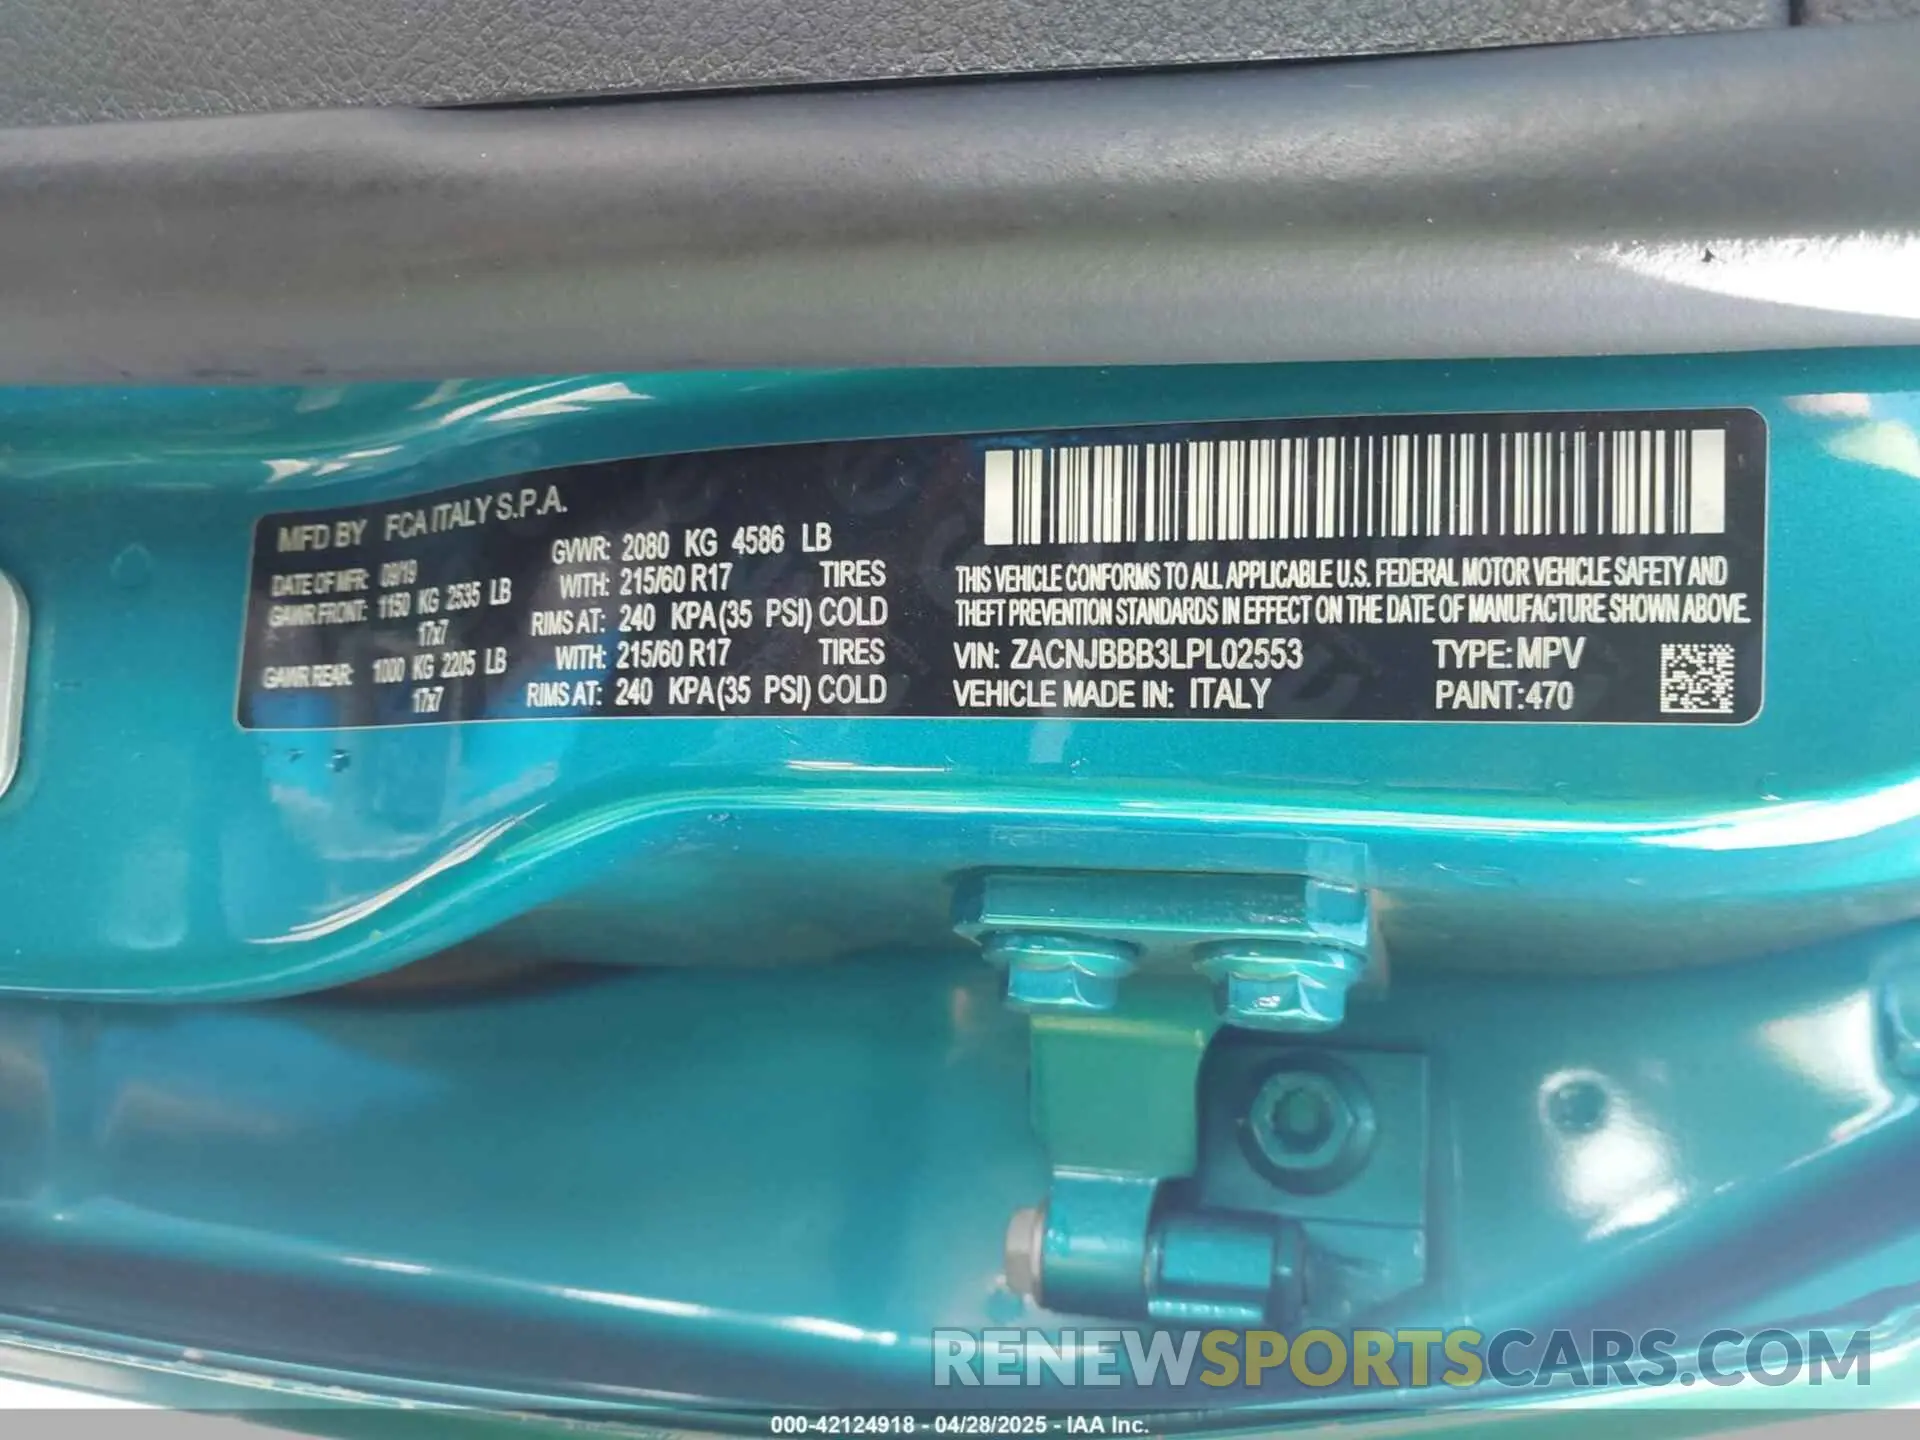 MFD BY FCA ITALY S.P.A.
DATE OF MFR: 09/19 GVWR: 2080 KG 4586 LB
GAWR FRONT: 1150 KG 2535 LB WITH: 215/60 R17 TIRES
17x7 RIMS AT: 240 KPA (35 PSI) COLD
GAWR REAR: 1000 KG 2205 LB WITH: 215/60 R17 TIRES
17x7 RIMS AT: 240 KPA (35 PSI) COLD
THIS VEHICLE CONFORMS TO ALL APPLICABLE U.S. FEDERAL MOTOR VEHICLE SAFETY AND
THEFT PREVENTION STANDARDS IN EFFECT ON THE DATE OF MANUFACTURE SHOWN ABOVE.
VIN: ZACNJBBB3LPL02553 TYPE: MPV
VEHICLE MADE IN: ITALY PAINT: 470
RENEWSPORTSCARS.COM
000-42124918 - 04/28/2025 - IAA Inc.